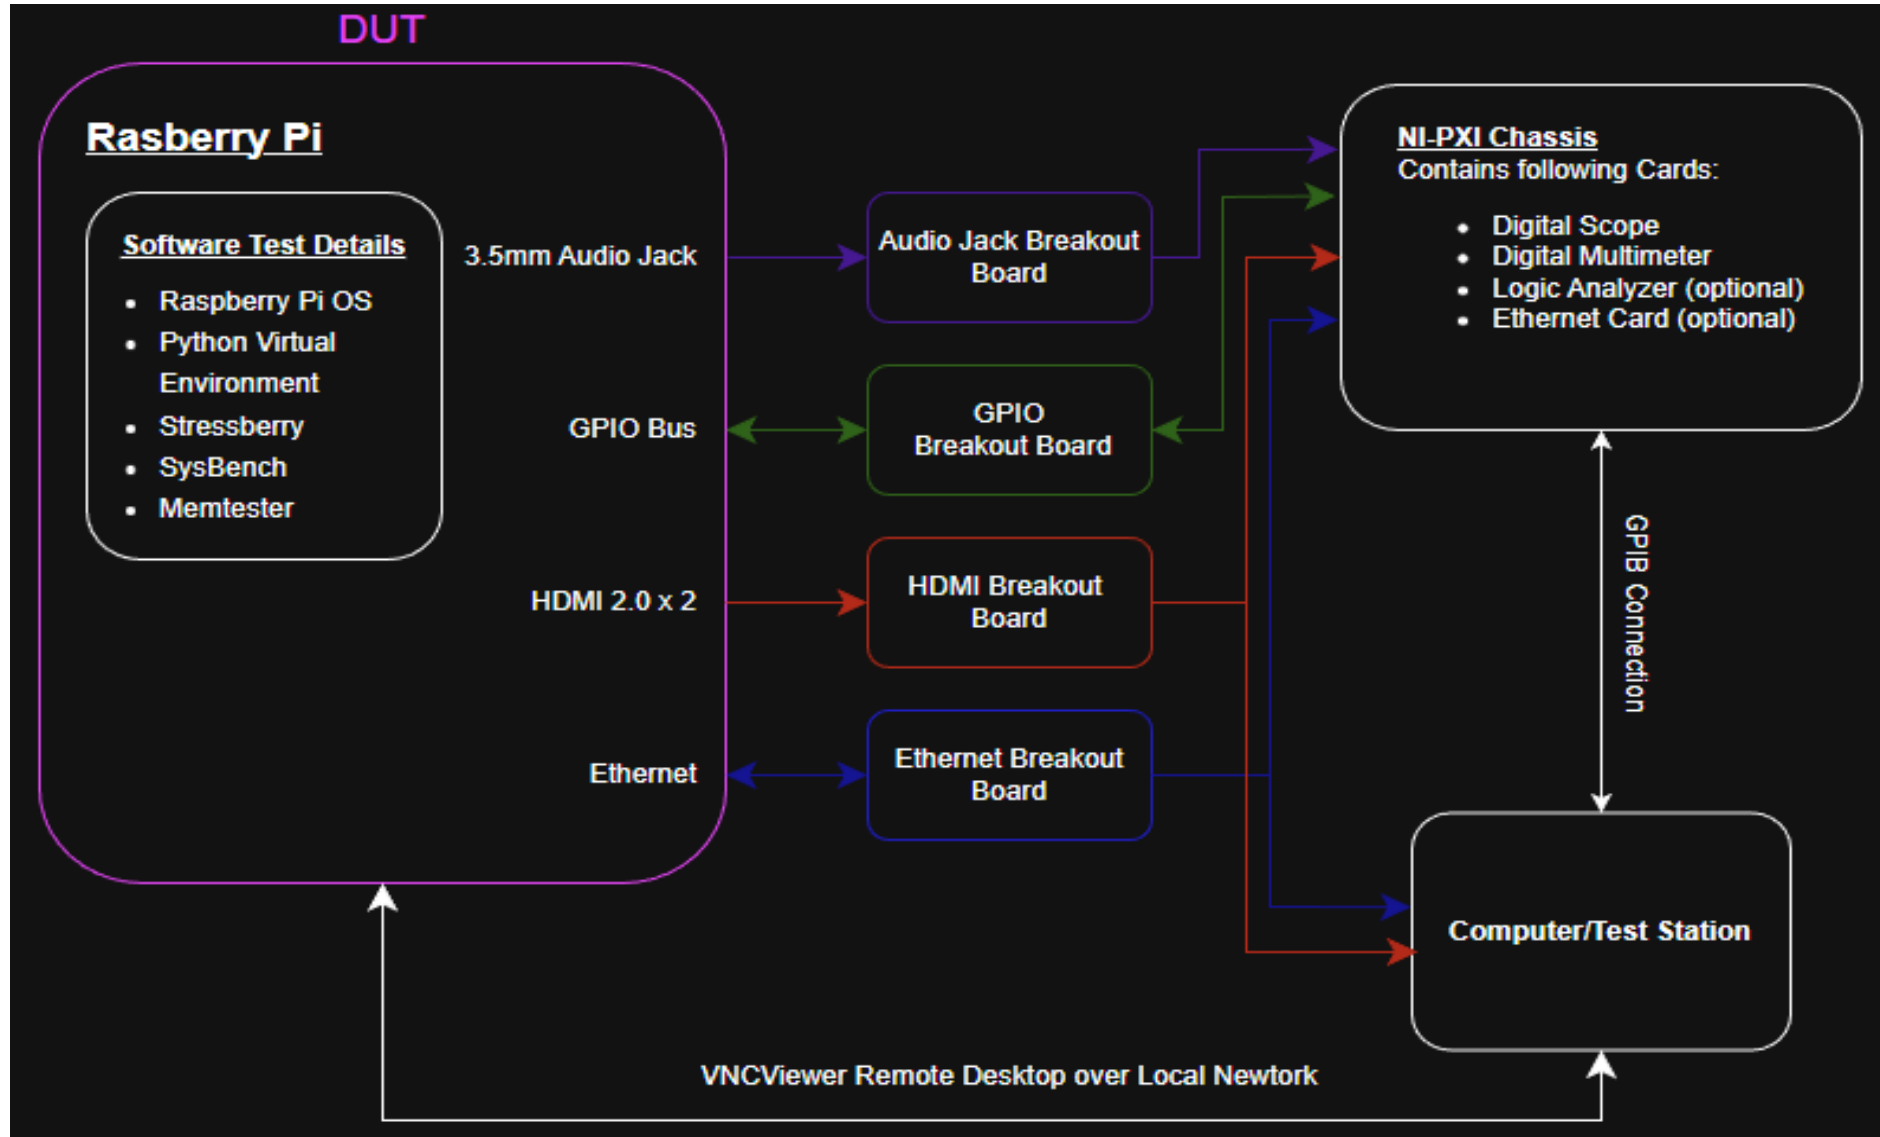 DUT
Rasberry Pi
Software Test Details
• Raspberry Pi OS
• Python Virtual
Environment
• Stressberry
• SysBench
• Memtester
3.5mm Audio Jack
GPIO Bus
HDMI 2.0 x 2
Ethernet
Audio Jack Breakout
Board
GPIO
Breakout Board
HDMI Breakout
Board
Ethernet Breakout
Board
NI-PXI Chassis
Contains following Cards:
• Digital Scope
• Digital Multimeter
• Logic Analyzer (optional)
• Ethernet Card (optional)
GPIB Connection
Computer/Test Station
VNCViewer Remote Desktop over Local Newtork